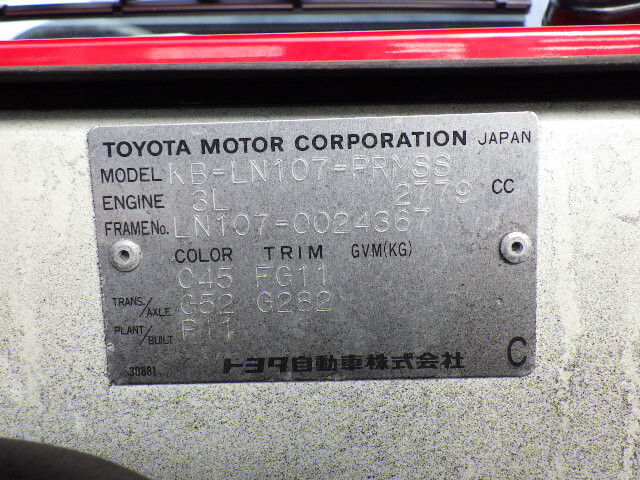 TOYOTA MOTOR CORPORATION JAPAN
MODEL KB-LN107-PRMSS
ENGINE 3L 2779 CC
FRAME No. LN107-0024367
COLOR TRIM GVM(KG)
045 FG11
TRANS./AXLE G52 G282
PLANT/BUILT P11
30881 トヨタ自動車株式会社 C